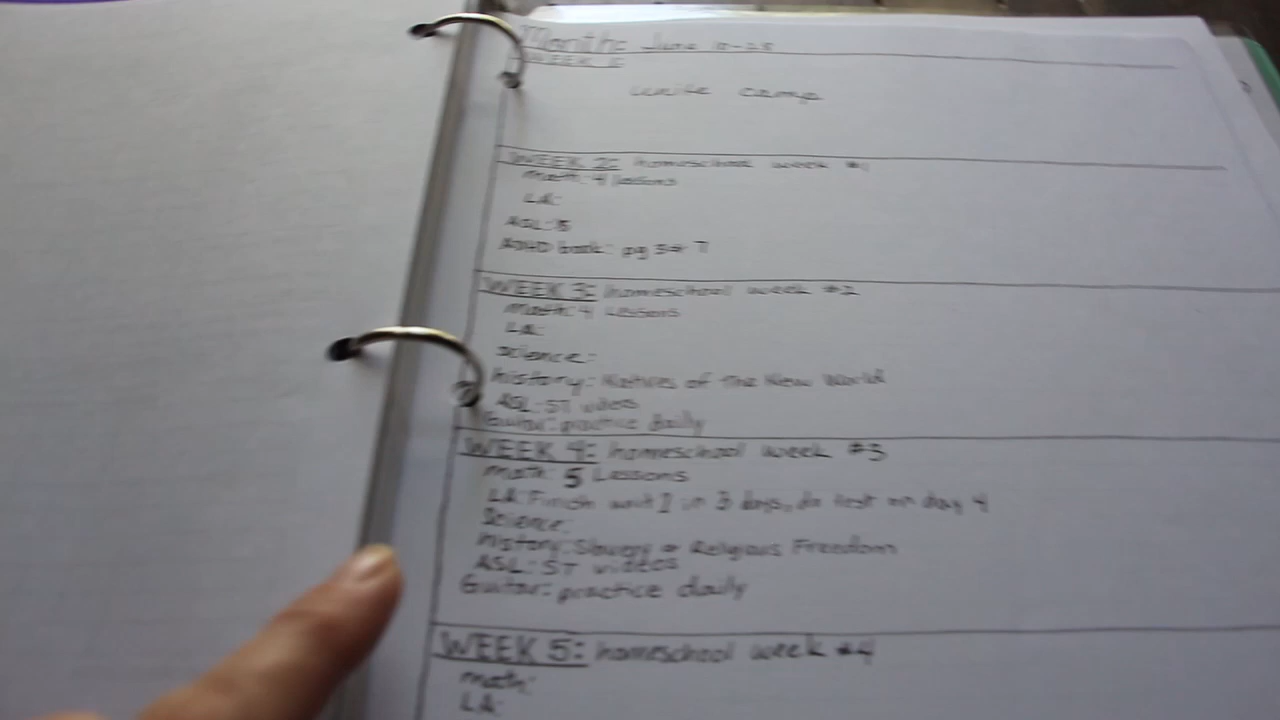 Month: June 10-28
WEEK 1:
camp
WEEK 2: homeschool week #1
math: 4 lessons
LA:
ASL:
ADHD book: pg
WEEK 3: homeschool week #2
math: 4 Lessons
LA:
science:
history: Natives of the New World
ASL: ST videos
Guitar: practice daily
WEEK 4: homeschool week #3
math: 5 Lessons
LA: Finish unit 1 in 3 days, do test on day 4
Science:
history: Slavery & Religious Freedom
ASL: ST videos
Guitar: practice daily
WEEK 5: homeschool week #4
math:
LA: